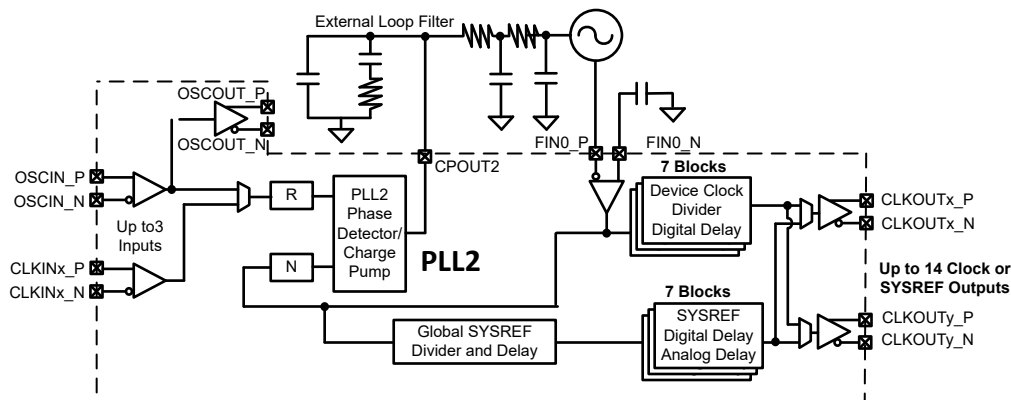 External Loop Filter
OSCOUT_P
OSCOUT_N
FIN0_P
FIN0_N
CPOUT2
7 Blocks
OSCIN_P
OSCIN_N
Up to3
Inputs
R
PLL2
Phase
Detector/
Charge
Pump
PLL2
Device Clock
Divider
Digital Delay
CLKOUTx_P
CLKOUTx_N
CLKINx_P
CLKINx_N
N
Up to 14 Clock or
SYSREF Outputs
7 Blocks
Global SYSREF
Divider and Delay
SYSREF
Digital Delay
Analog Delay
CLKOUTy_P
CLKOUTy_N